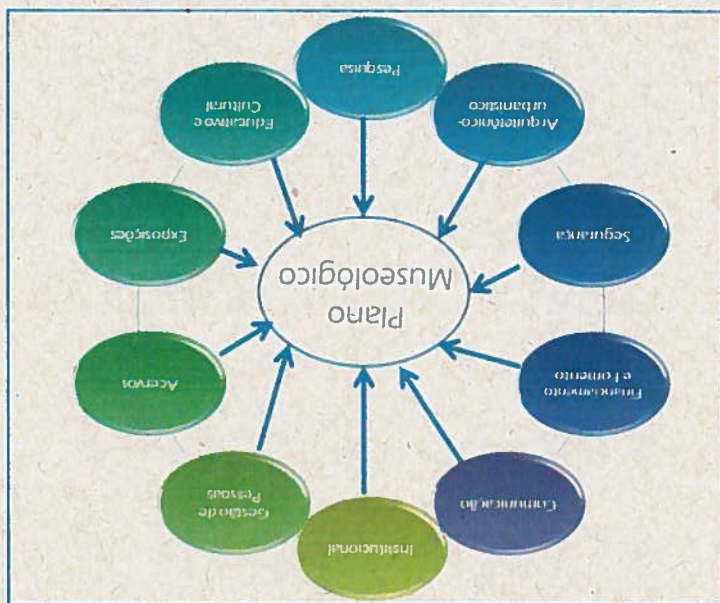 Institucional
Gestão de
Pessoas
Acervos
Exposições
Educativo e
Cultural
Pesquisa
Arquitetônico-
urbanístico
Segurança
Financiamento
e Fomento
Comunicação
Plano
Museológico